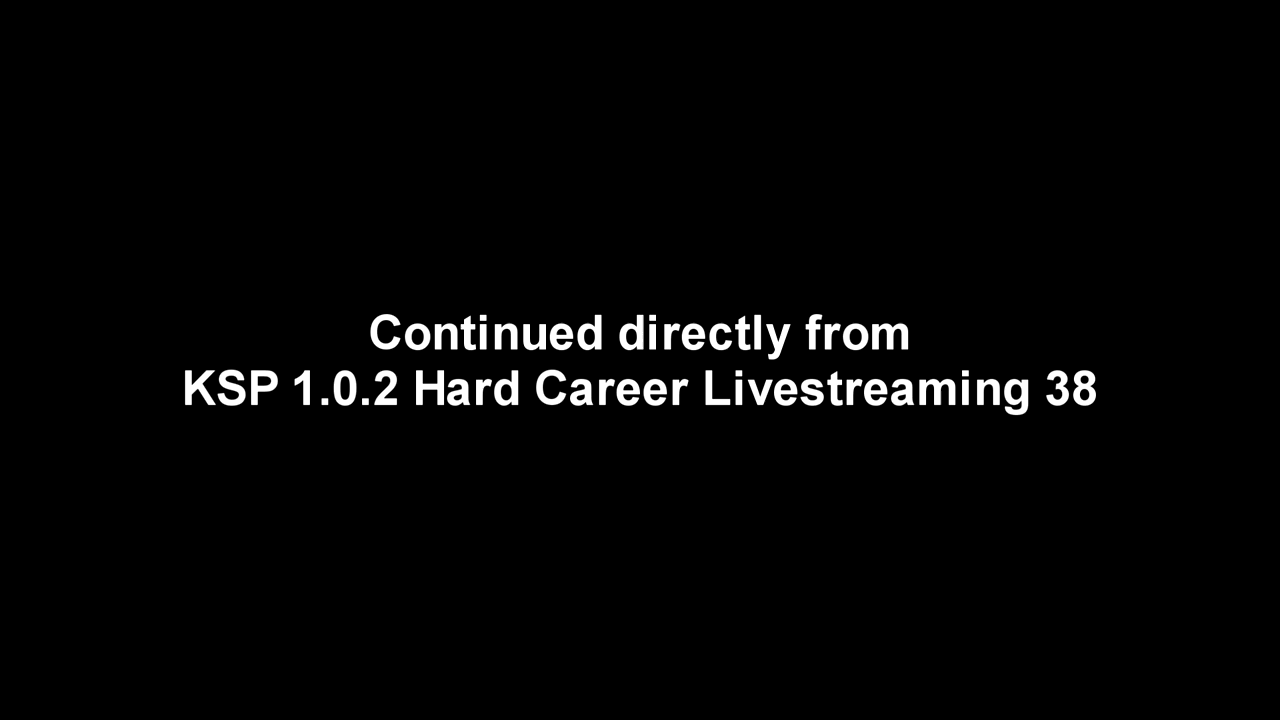 Continued directly from
KSP 1.0.2 Hard Career Livestreaming 38